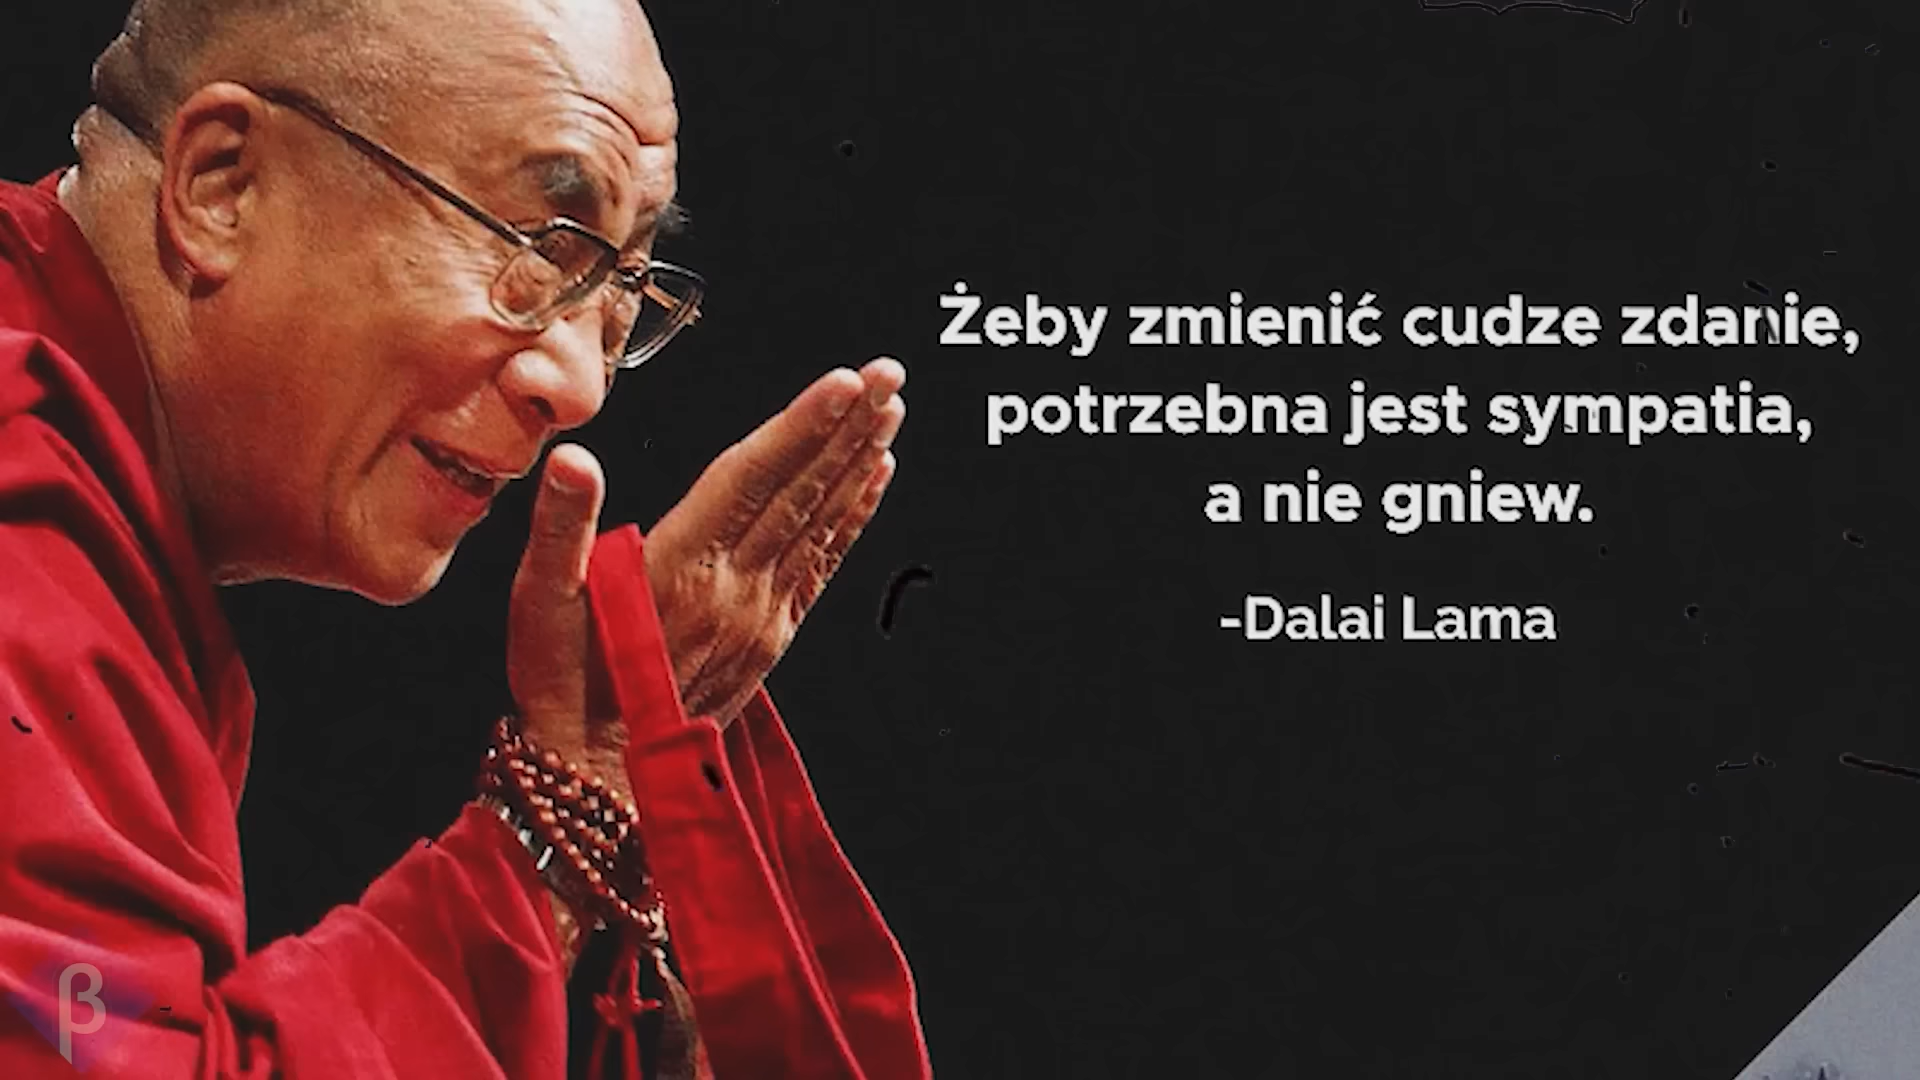 Żeby zmienić cudze zdanie,
potrzebna jest sympatia,
a nie gniew.
-Dalai Lama
β